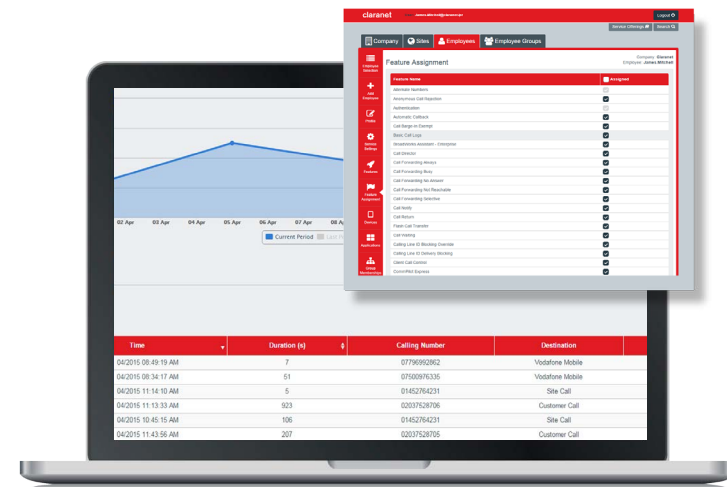 claranet
Logout
Service Offerings
Search
Company
Sites
Employees
Employee Groups
Feature Assignment
Company: Claranet
Employee: James Mitchell
Employee
Selection
Add
Employee
Profile
Service
Settings
Features
Feature
Assignment
Devices
Applications
Group
Memberships
Feature Name
Assigned
Alternate Numbers
Anonymous Call Rejection
Authentication
Automatic Callback
Call Barge-in Exempt
Basic Call Logs
BroadWorks Assistant - Enterprise
Call Director
Call Forwarding Always
Call Forwarding Busy
Call Forwarding No Answer
Call Forwarding Not Reachable
Call Forwarding Selective
Call Notify
Call Return
Flash Call Transfer
Call Waiting
Calling Line ID Blocking Override
Calling Line ID Delivery Blocking
Client Call Control
CommPilot Express
02 Apr 03 Apr 04 Apr 05 Apr 06 Apr 07 Apr 08 A
Current Period Last P
Time Duration (s) Calling Number Destination
04/2015 08:49:19 AM 7 07796992862 Vodafone Mobile
04/2015 08:34:17 AM 51 07500976335 Vodafone Mobile
04/2015 11:14:10 AM 5 01452764231 Site Call
04/2015 11:13:33 AM 923 02037528706 Customer Call
04/2015 10:45:15 AM 106 01452764231 Site Call
04/2015 11:43:56 AM 207 02037528705 Customer Call